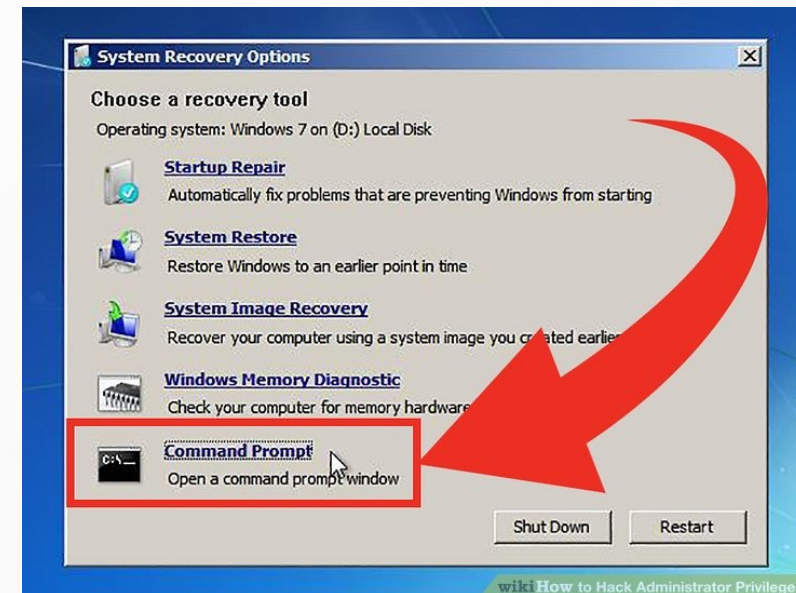 System Recovery Options
Choose a recovery tool
Operating system: Windows 7 on (D:) Local Disk
Startup Repair
Automatically fix problems that are preventing Windows from starting
System Restore
Restore Windows to an earlier point in time
System Image Recovery
Recover your computer using a system image you created earlier
Windows Memory Diagnostic
Check your computer for memory hardware
C:\_
Command Prompt
Open a command prompt window
Shut Down Restart
wikiHow to Hack Administrator Privilege